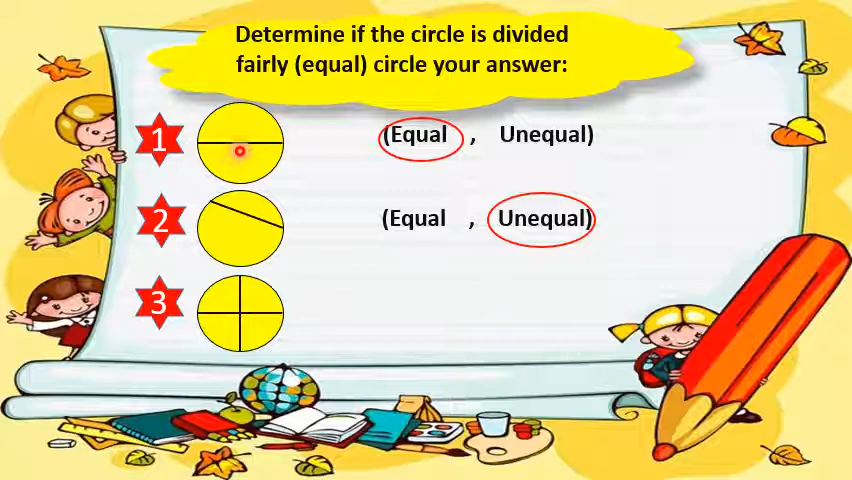 Determine if the circle is divided
fairly (equal) circle your answer:
1 (Equal , Unequal)
2 (Equal , Unequal)
3